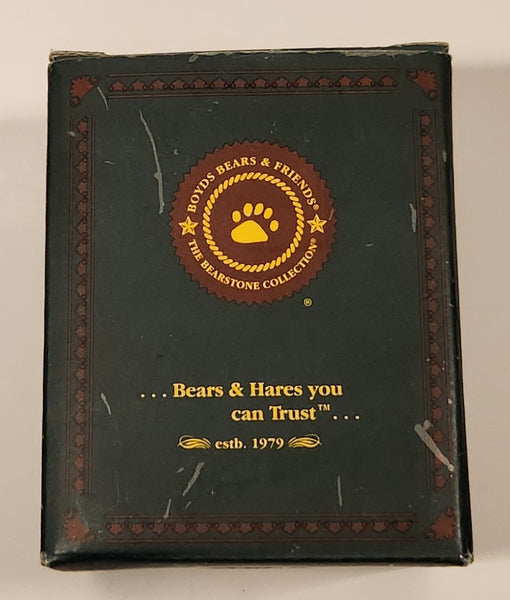 BOYDS BEARS & FRIENDS®
THE BEARSTONE COLLECTION®
®
. . . Bears & Hares you
can Trust™. . .
estb. 1979